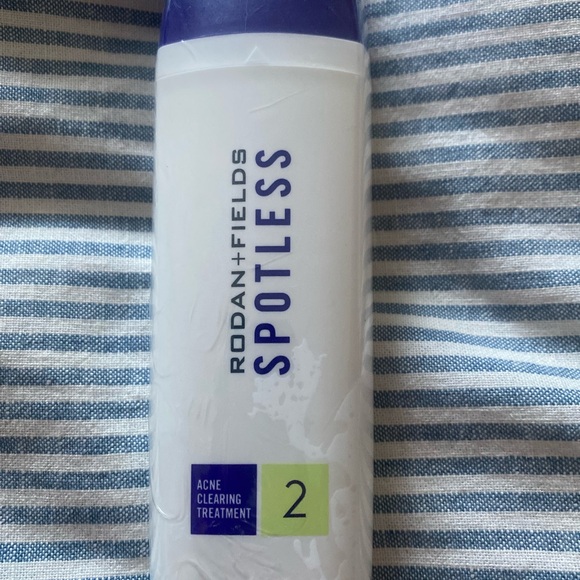 RODAN+FIELDS
SPOTLESS
ACNE
CLEARING
TREATMENT
2